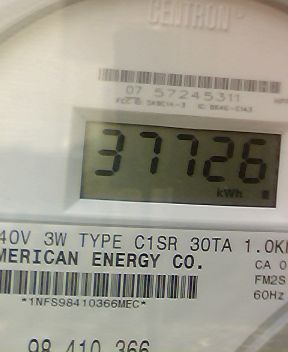 CENTRON
07 57245311
37726
kWh
40V 3W TYPE C1SR 30TA 1.0K
MERICAN ENERGY CO.
CA 0
FM2S
60Hz
*1NFS98410366MEC*
98 410 366